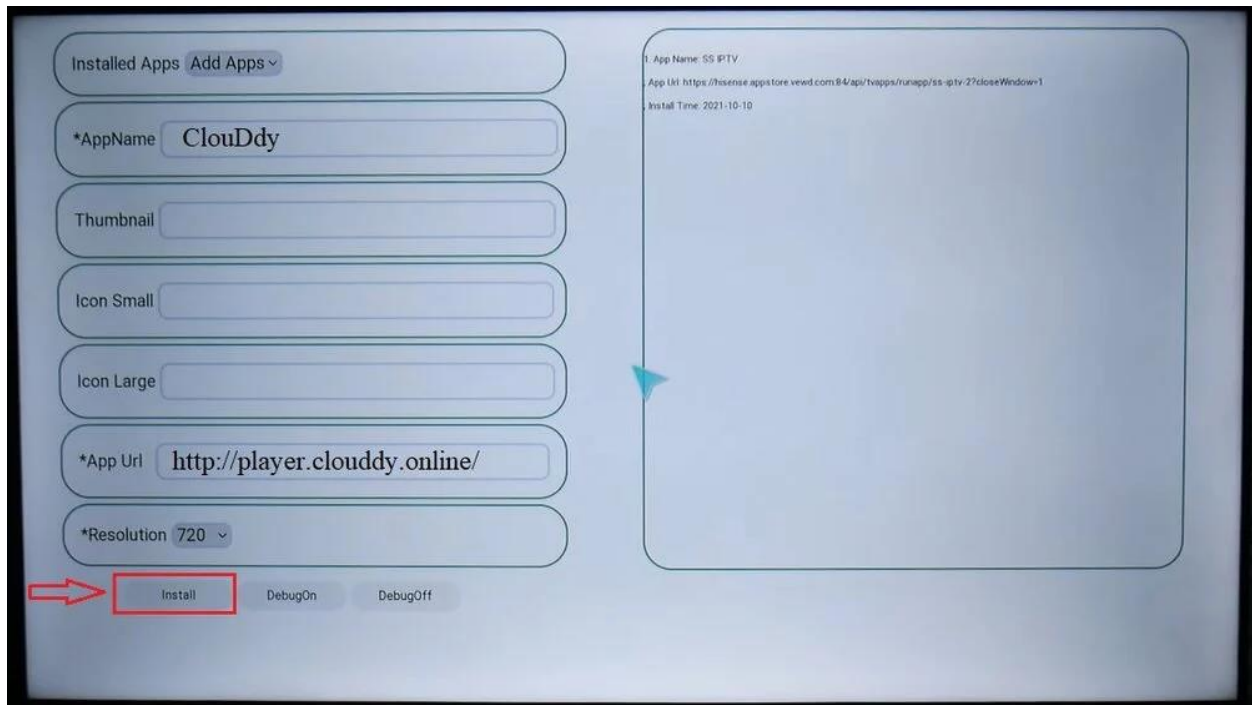 Installed Apps Add Apps
*AppName ClouDdy
Thumbnail
Icon Small
Icon Large
*App Url http://player.clouddy.online/
*Resolution 720
Install DebugOn DebugOff
1. App Name: SS IPTV
, App Url: https://hisense.appstore.vewd.com:84/api/tvapps/runapp/ss-iptv-2?closeWindow=1
, Install Time: 2021-10-10